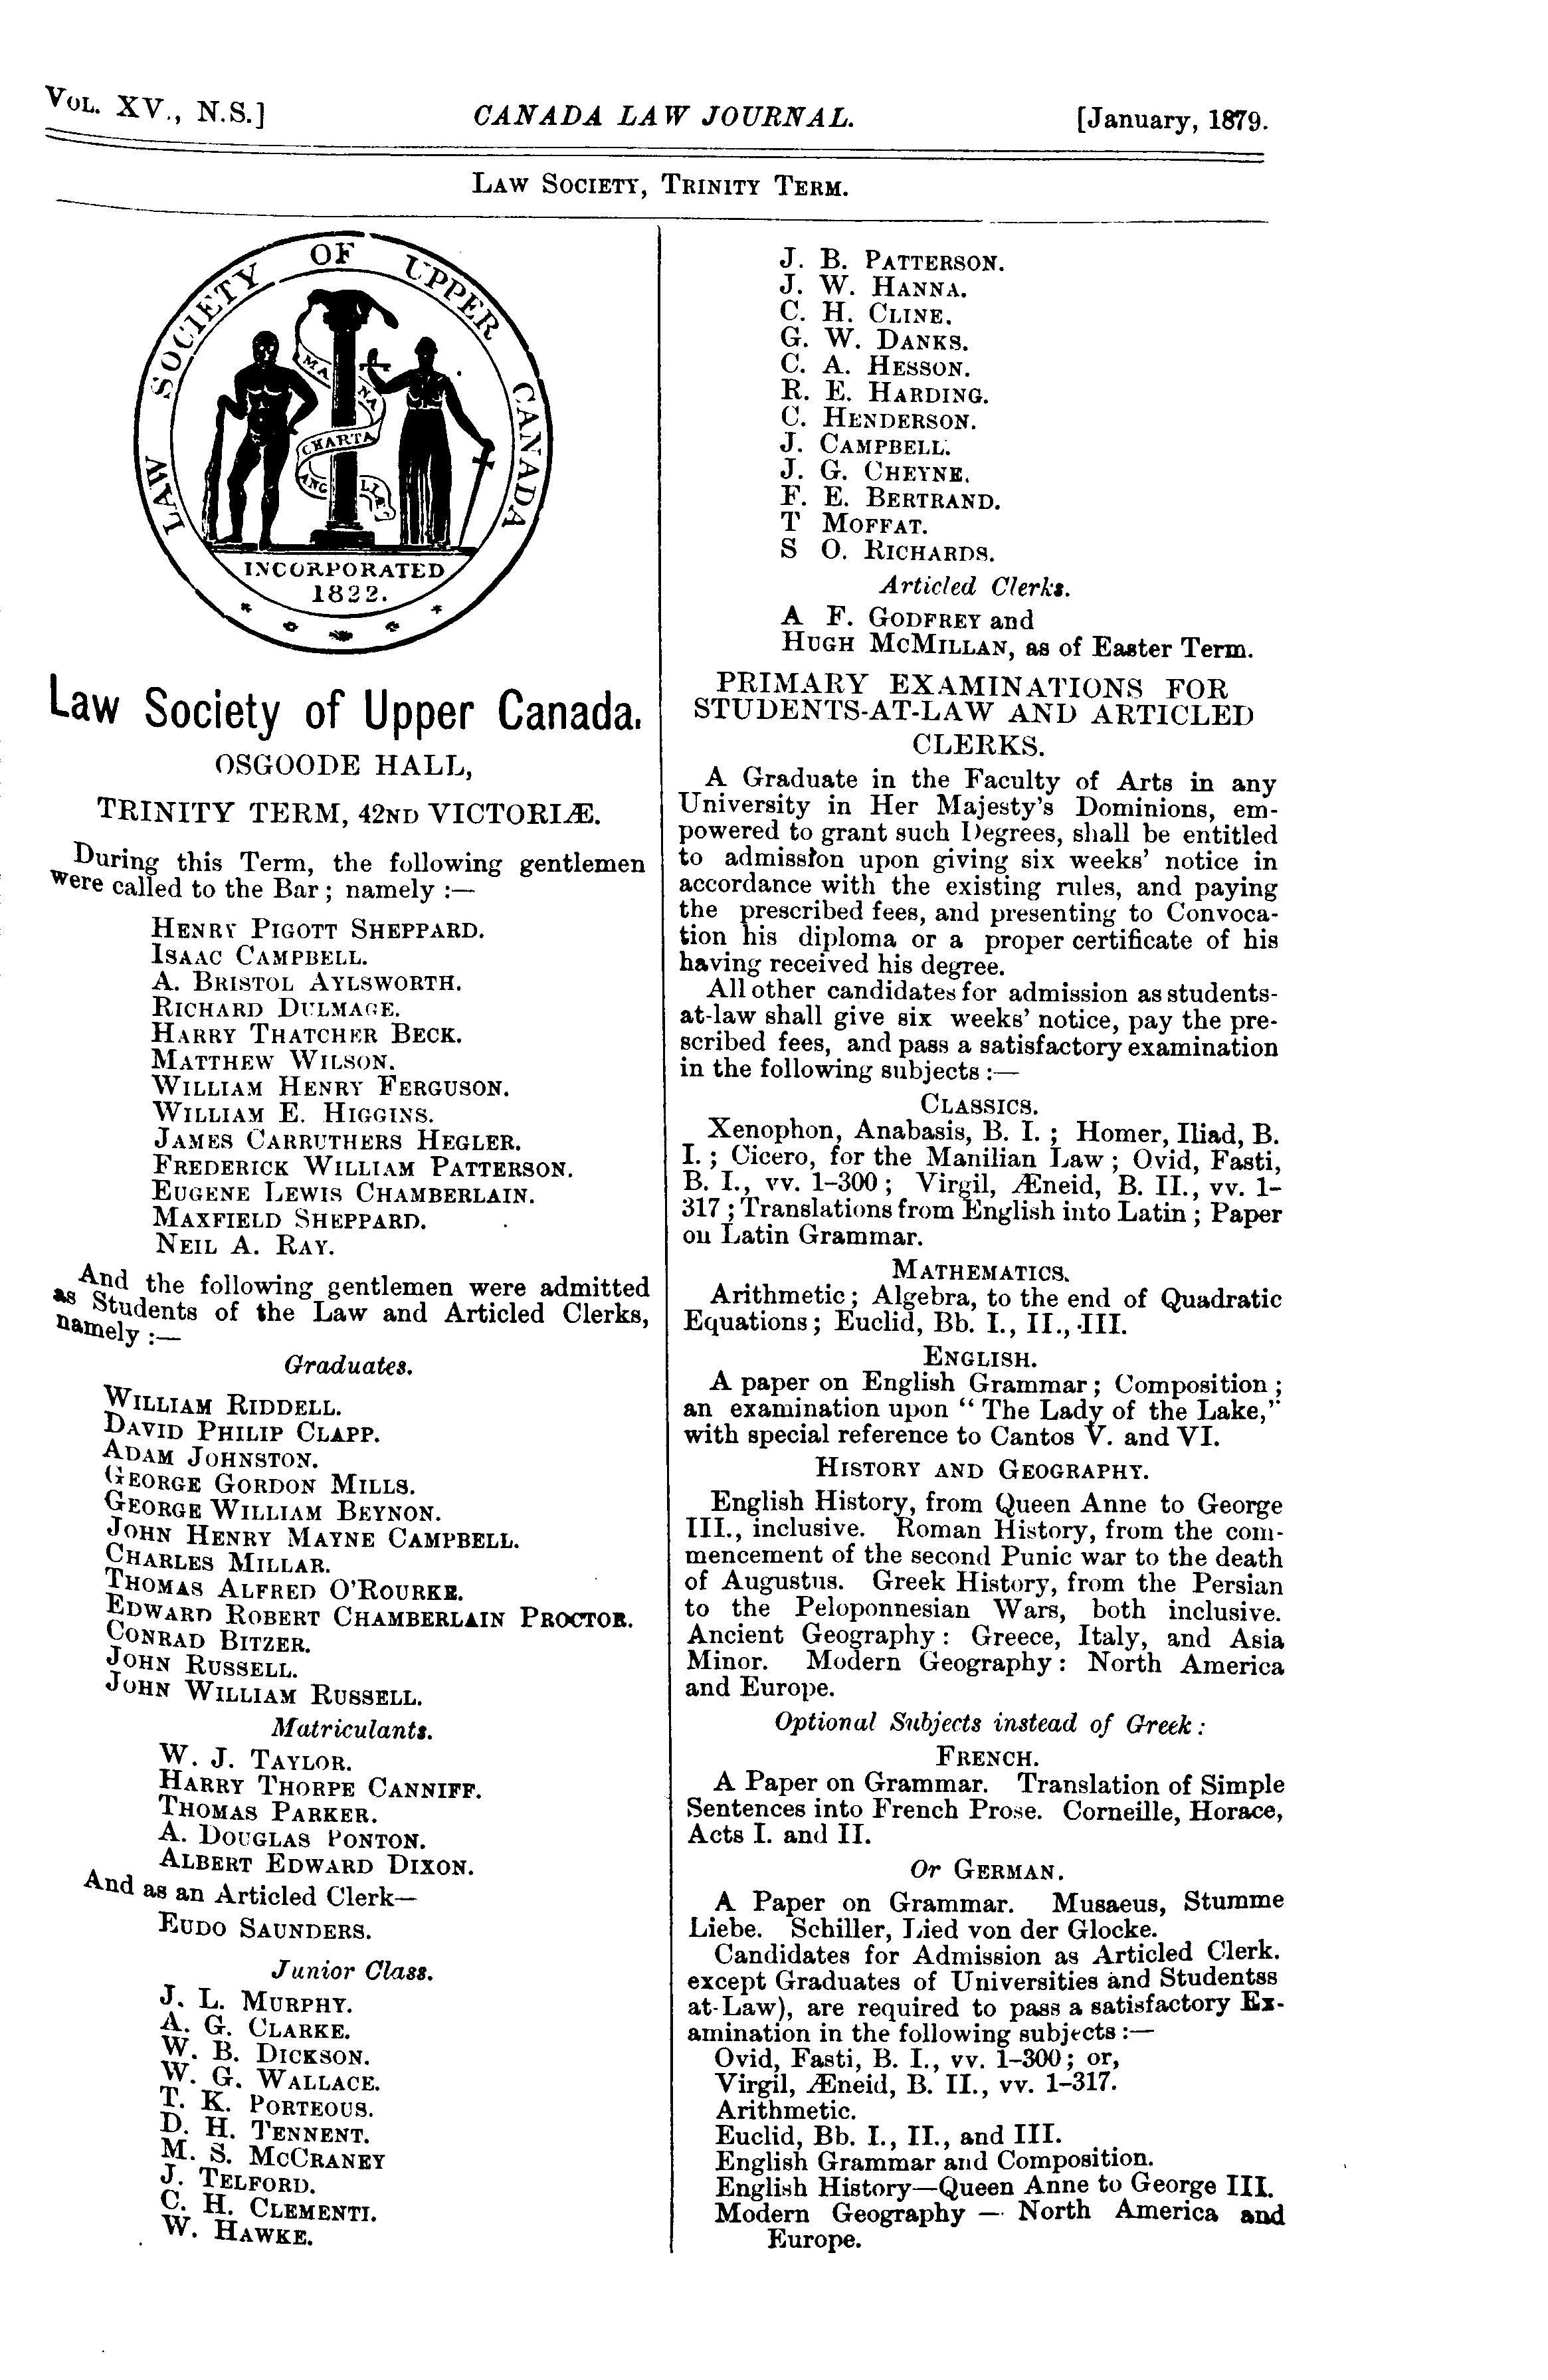 VOL. XV., N.S.]
CANADA LAW JOURNAL.
[January, 1879.
LAW SOCIETY, TRINITY TERM.
LAW SOCIETY OF UPPER CANADA
MA NA
CHARTA
ANG LIÆ
INCORPORATED
1822.
Law Society of Upper Canada.
OSGOODE HALL,
TRINITY TERM, 42ND VICTORIÆ.
During this Term, the following gentlemen
were called to the Bar; namely :—
HENRY PIGOTT SHEPPARD.
ISAAC CAMPBELL.
A. BRISTOL AYLSWORTH.
RICHARD DULMAGE.
HARRY THATCHER BECK.
MATTHEW WILSON.
WILLIAM HENRY FERGUSON.
WILLIAM E. HIGGINS.
JAMES CARRUTHERS HEGLER.
FREDERICK WILLIAM PATTERSON.
EUGENE LEWIS CHAMBERLAIN.
MAXFIELD SHEPPARD.
NEIL A. RAY.
And the following gentlemen were admitted
as Students of the Law and Articled Clerks,
namely :—
Graduates.
WILLIAM RIDDELL.
DAVID PHILIP CLAPP.
ADAM JOHNSTON.
GEORGE GORDON MILLS.
GEORGE WILLIAM BEYNON.
JOHN HENRY MAYNE CAMPBELL.
CHARLES MILLAR.
THOMAS ALFRED O'ROURKE.
EDWARD ROBERT CHAMBERLAIN PROCTOR.
CONRAD BITZER.
JOHN RUSSELL.
JOHN WILLIAM RUSSELL.
Matriculants.
W. J. TAYLOR.
HARRY THORPE CANNIFF.
THOMAS PARKER.
A. DOUGLAS PONTON.
ALBERT EDWARD DIXON.
And as an Articled Clerk—
EUDO SAUNDERS.
Junior Class.
J. L. MURPHY.
A. G. CLARKE.
W. B. DICKSON.
W. G. WALLACE.
T. K. PORTEOUS.
D. H. TENNENT.
M. S. MCCRANEY
J. TELFORD.
C. H. CLEMENTI.
W. HAWKE.
J. B. PATTERSON.
J. W. HANNA.
C. H. CLINE.
G. W. DANKS.
C. A. HESSON.
R. E. HARDING.
C. HENDERSON.
J. CAMPBELL.
J. G. CHEYNE.
F. E. BERTRAND.
T MOFFAT.
S O. RICHARDS.
Articled Clerks.
A F. GODFREY and
HUGH MCMILLAN, as of Easter Term.
PRIMARY EXAMINATIONS FOR
STUDENTS-AT-LAW AND ARTICLED
CLERKS.
A Graduate in the Faculty of Arts in any
University in Her Majesty's Dominions, em-
powered to grant such Degrees, shall be entitled
to admission upon giving six weeks' notice in
accordance with the existing rules, and paying
the prescribed fees, and presenting to Convoca-
tion his diploma or a proper certificate of his
having received his degree.
All other candidates for admission as students-
at-law shall give six weeks' notice, pay the pre-
scribed fees, and pass a satisfactory examination
in the following subjects :—
CLASSICS.
Xenophon, Anabasis, B. I. ; Homer, Iliad, B.
I. ; Cicero, for the Manilian Law ; Ovid, Fasti,
B. I., vv. 1-300 ; Virgil, Æneid, B. II., vv. 1-
317 ; Translations from English into Latin ; Paper
on Latin Grammar.
MATHEMATICS.
Arithmetic ; Algebra, to the end of Quadratic
Equations ; Euclid, Bb. I., II., III.
ENGLISH.
A paper on English Grammar ; Composition ;
an examination upon "The Lady of the Lake,"
with special reference to Cantos V. and VI.
HISTORY AND GEOGRAPHY.
English History, from Queen Anne to George
III., inclusive. Roman History, from the com-
mencement of the second Punic war to the death
of Augustus. Greek History, from the Persian
to the Peloponnesian Wars, both inclusive.
Ancient Geography : Greece, Italy, and Asia
Minor. Modern Geography : North America
and Europe.
Optional Subjects instead of Greek :
FRENCH.
A Paper on Grammar. Translation of Simple
Sentences into French Prose. Corneille, Horace,
Acts I. and II.
Or GERMAN.
A Paper on Grammar. Musaeus, Stumme
Liebe. Schiller, Lied von der Glocke.
Candidates for Admission as Articled Clerk.
except Graduates of Universities and Studentss
at-Law), are required to pass a satisfactory Ex-
amination in the following subjects :—
Ovid, Fasti, B. I., vv. 1-300 ; or,
Virgil, Æneid, B. II., vv. 1-317.
Arithmetic.
Euclid, Bb. I., II., and III.
English Grammar and Composition.
English History—Queen Anne to George III.
Modern Geography — North America and
Europe.